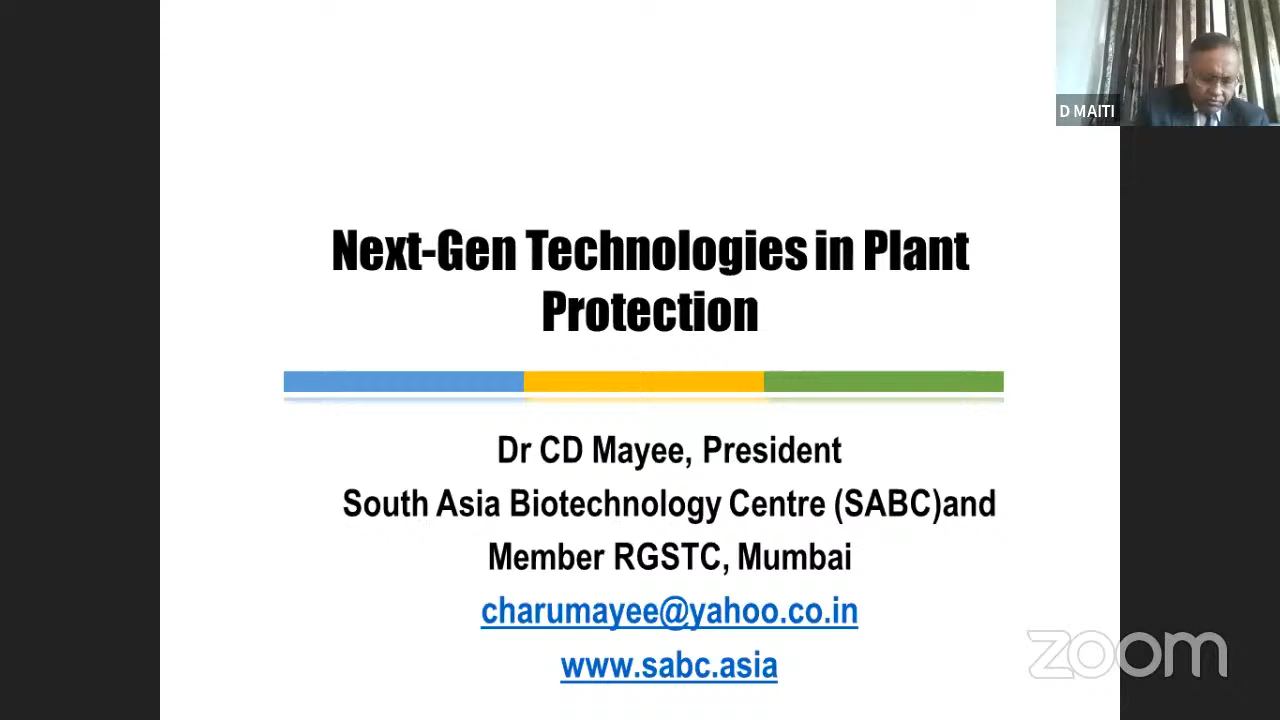 D MAITI
Next-Gen Technologies in Plant
Protection
Dr CD Mayee, President
South Asia Biotechnology Centre (SABC)and
Member RGSTC, Mumbai
charumayee@yahoo.co.in
www.sabc.asia
zoom